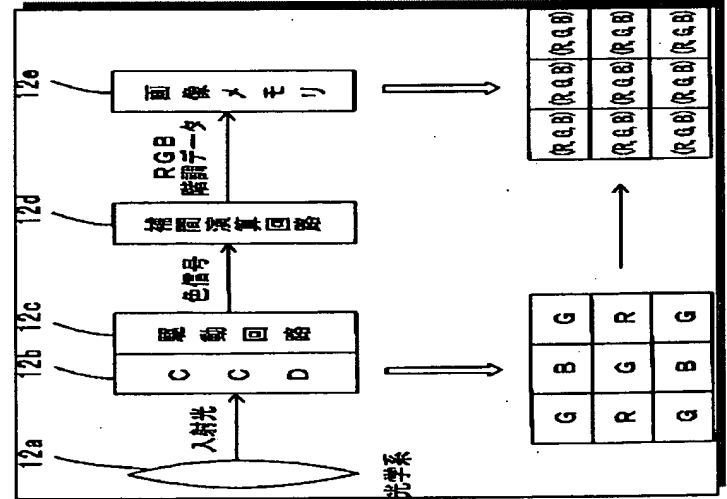 12a
12b
12c
12d
12e
入射光
CCD
駆動回路
色信号
補間演算回路
RGB
階調データ
画像メモリ
光学系
G B G
R G R
G B G
(R,G,B) (R,G,B) (R,G,B)
(R,G,B) (R,G,B) (R,G,B)
(R,G,B) (R,G,B) (R,G,B)